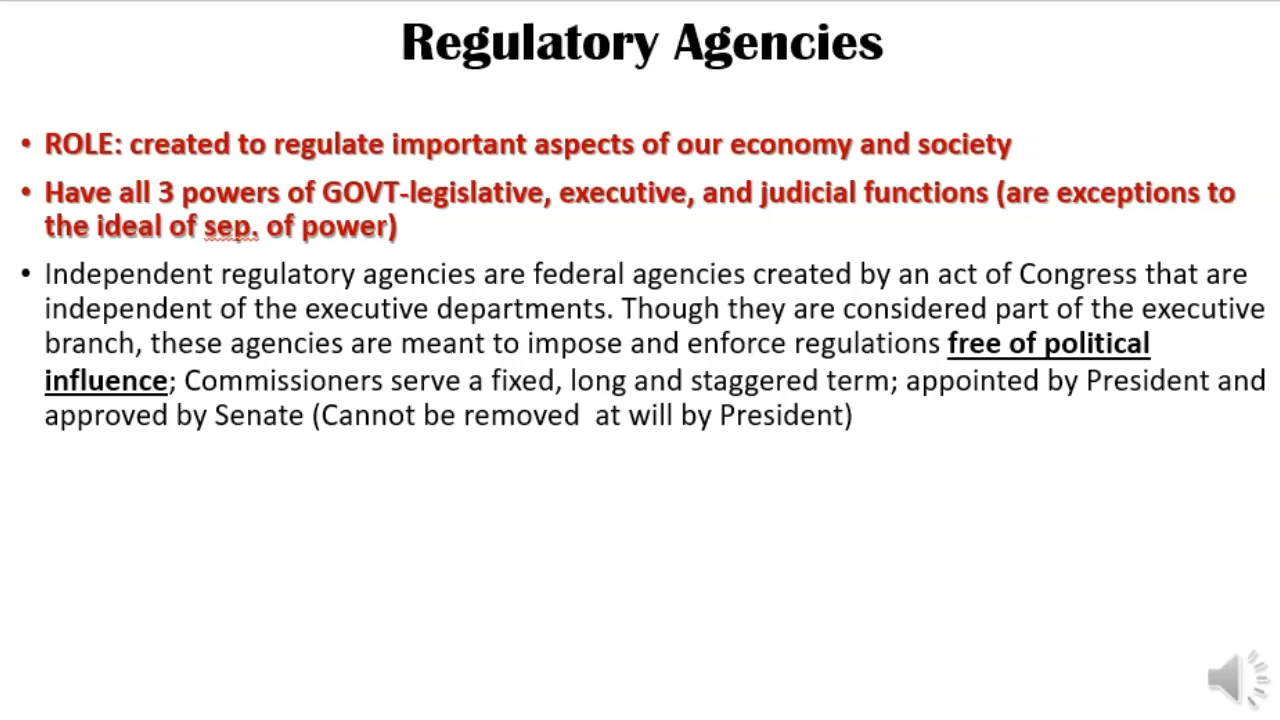 Regulatory Agencies
• ROLE: created to regulate important aspects of our economy and society
• Have all 3 powers of GOVT-legislative, executive, and judicial functions (are exceptions to
the ideal of sep. of power)
• Independent regulatory agencies are federal agencies created by an act of Congress that are
independent of the executive departments. Though they are considered part of the executive
branch, these agencies are meant to impose and enforce regulations free of political
influence; Commissioners serve a fixed, long and staggered term; appointed by President and
approved by Senate (Cannot be removed  at will by President)